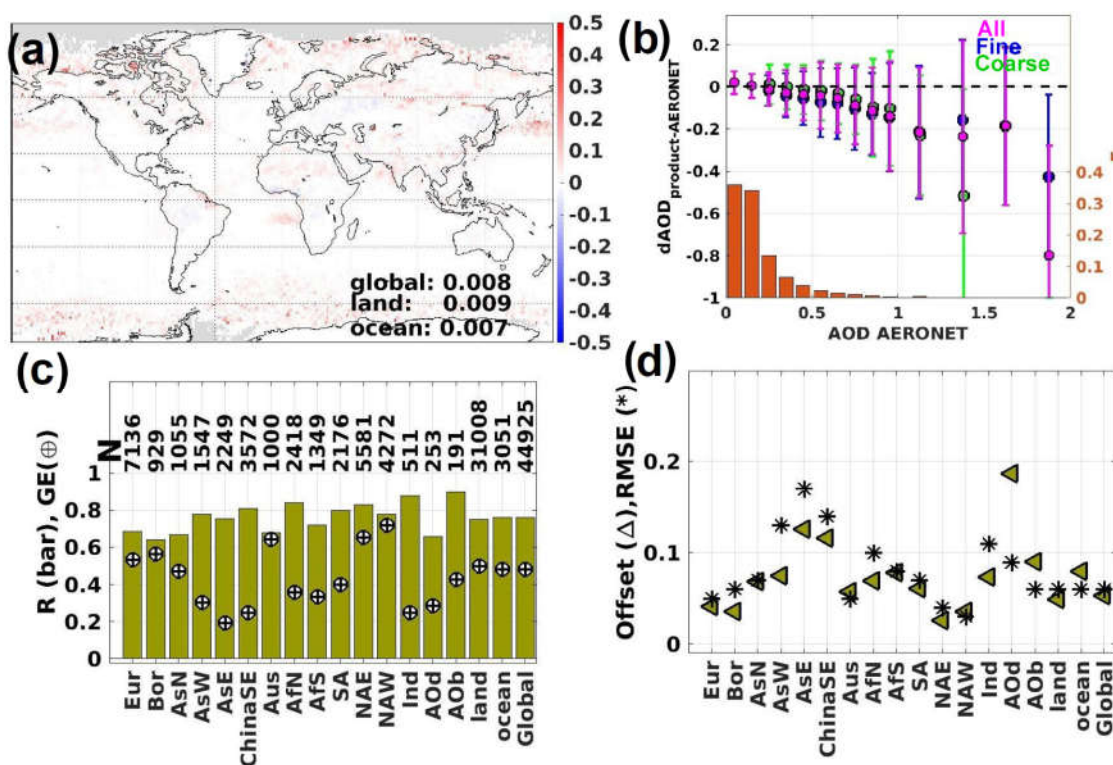 (a)
0.5
0.4
0.3
0.2
0.1
0
-0.1
-0.2
-0.3
-0.4
-0.5
global: 0.008
land: 0.009
ocean: 0.007
(b)
All
Fine
Coarse
0.2
0
-0.2
-0.4
-0.6
-0.8
-1
dAOD product-AERONET
0.4
0.3
0.2
0.1
0
0 0.5 1 1.5 2
AOD AERONET
(c)
N
7136
929
1055
1547
2249
3572
1000
2418
1349
2176
5581
4272
511
253
191
31008
3051
44925
R (bar), GE(⊕)
1
0.8
0.6
0.4
0.2
0
Eur
Bor
AsN
AsW
AsE
ChinaSE
Aus
AfN
AfS
SA
NAE
NAW
Ind
AOd
AOb
land
ocean
Global
(d)
Offset (△),RMSE (*)
0.2
0.1
0
Eur
Bor
AsN
AsW
AsE
ChinaSE
Aus
AfN
AfS
SA
NAE
NAW
Ind
AOd
AOb
land
ocean
Global